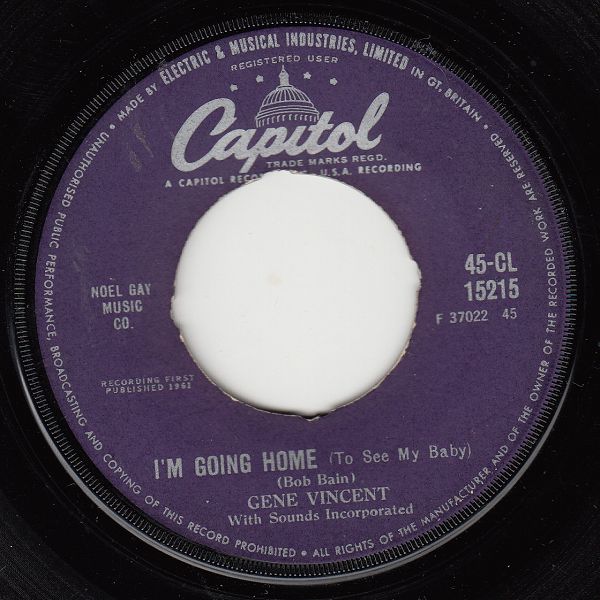 • MADE BY ELECTRIC & MUSICAL INDUSTRIES, LIMITED IN GT, BRITAIN •
REGISTERED USER
Capitol
TRADE MARKS REGD.
A CAPITOL U.S.A. RECORDING
45-CL
15215
F 37022 45
NOEL GAY
MUSIC
CO.
RECORDING FIRST
PUBLISHED 1961
I'M GOING HOME (To See My Baby)
(Bob Bain)
GENE VINCENT
With Sounds Incorporated
UNAUTHORISED PUBLIC PERFORMANCE, BROADCASTING AND COPYING OF THIS RECORD PROHIBITED • ALL RIGHTS OF THE MANUFACTURER AND OF THE OWNER OF THE RECORDED WORK ARE RESERVED